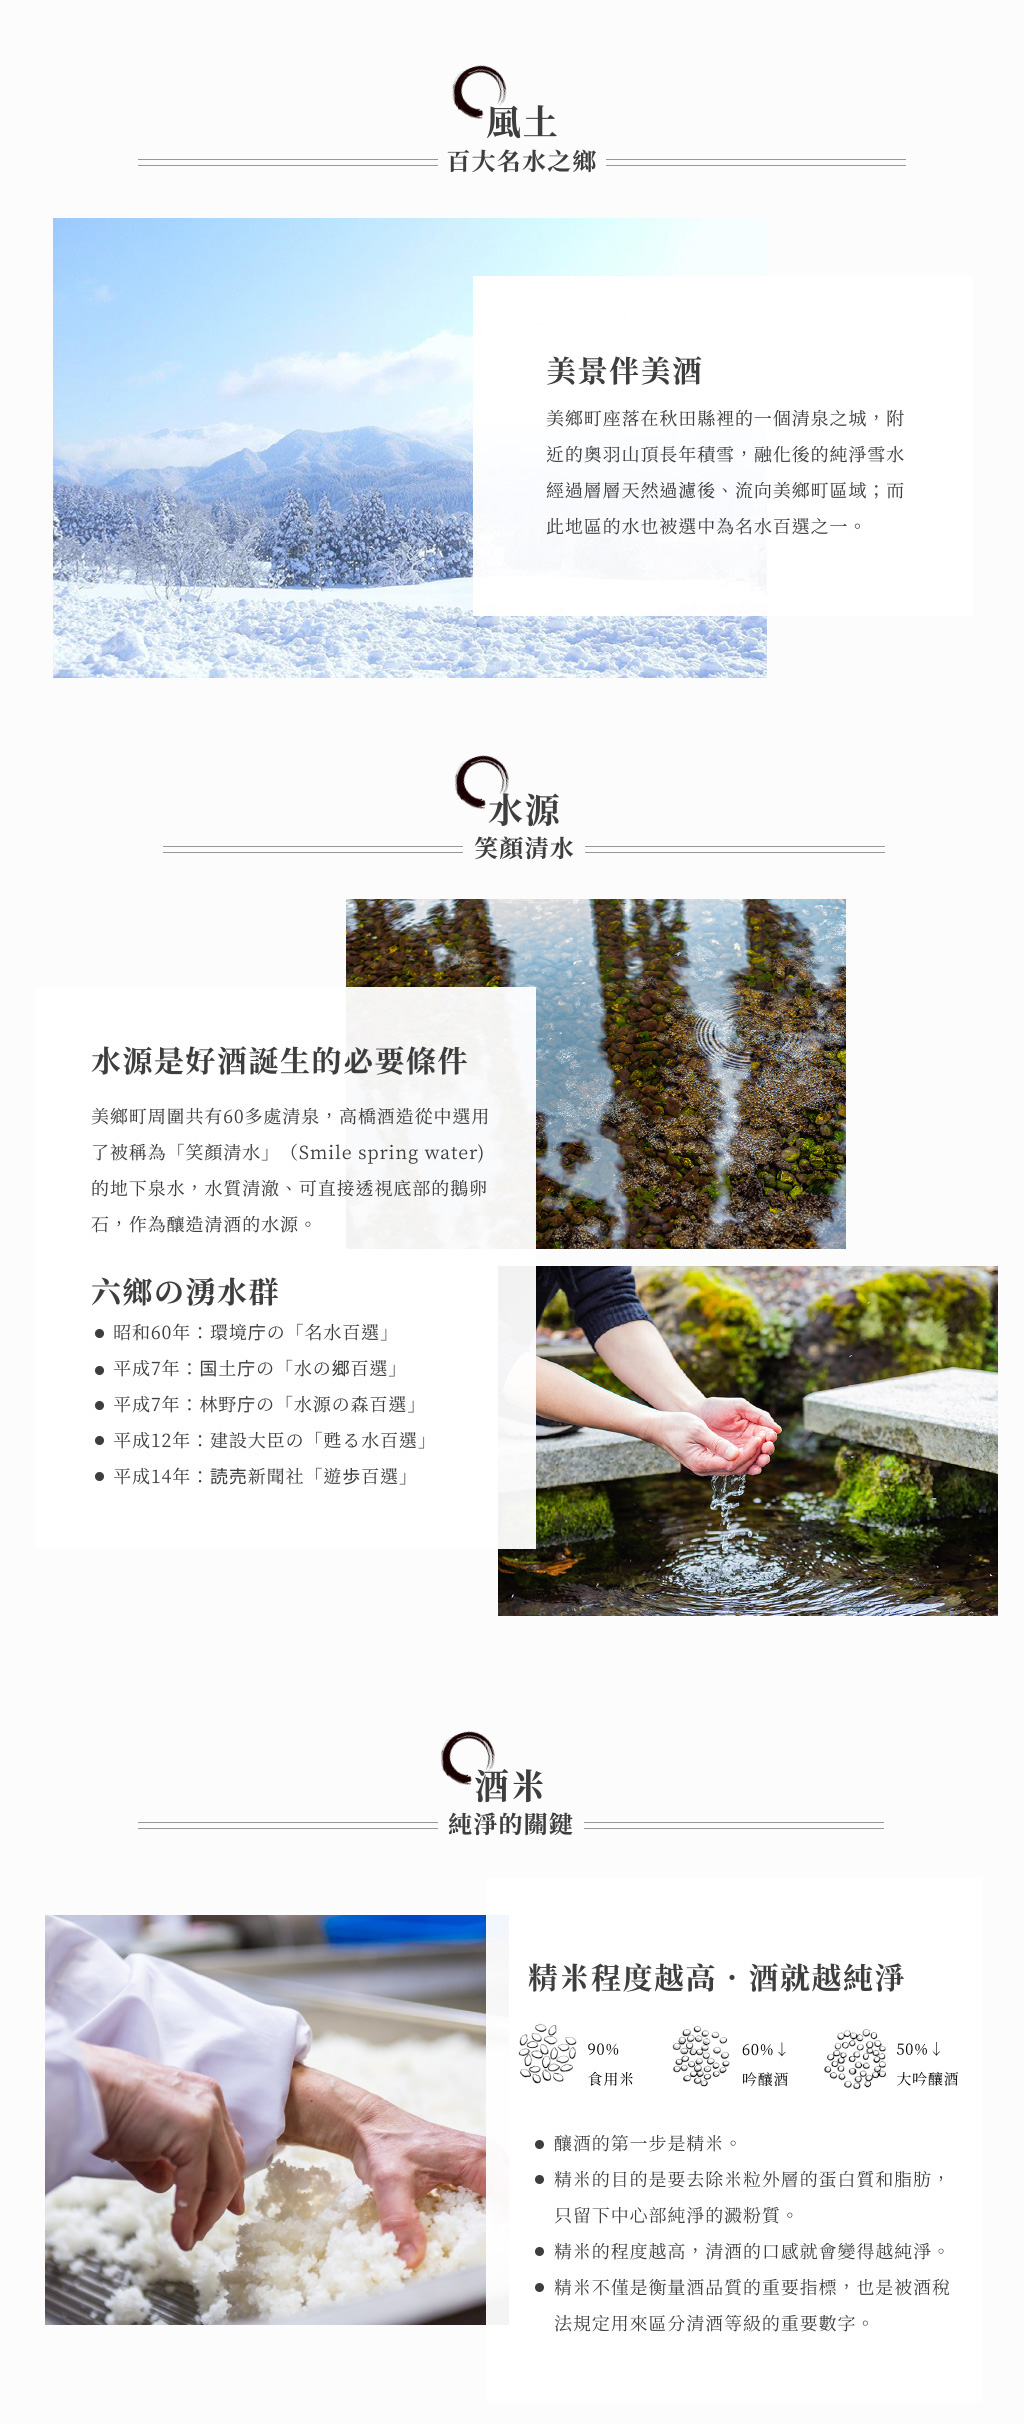 風土
百大名水之鄉
美景伴美酒
美鄉町座落在秋田縣裡的一個清泉之城，附
近的奧羽山頂長年積雪，融化後的純淨雪水
經過層層天然過濾後、流向美鄉町區域；而
此地區的水也被選中為名水百選之一。
水源
笑顏清水
水源是好酒誕生的必要條件
美鄉町周圍共有60多處清泉，高橋酒造從中選用
了被稱為「笑顏清水」（Smile spring water)
的地下泉水，水質清澈、可直接透視底部的鵝卵
石，作為釀造清酒的水源。
六鄉の湧水群
● 昭和60年：環境庁の「名水百選」
● 平成7年：国土庁の「水の郷百選」
● 平成7年：林野庁の「水源の森百選」
● 平成12年：建設大臣の「甦る水百選」
● 平成14年：読売新聞社「遊歩百選」
酒米
純淨的關鍵
精米程度越高．酒就越純淨
90%
食用米
60%↓
吟釀酒
50%↓
大吟釀酒
● 釀酒的第一步是精米。
● 精米的目的是要去除米粒外層的蛋白質和脂肪，
只留下中心部純淨的澱粉質。
● 精米的程度越高，清酒的口感就會變得越純淨。
● 精米不僅是衡量酒品質的重要指標，也是被酒稅
法規定用來區分清酒等級的重要數字。